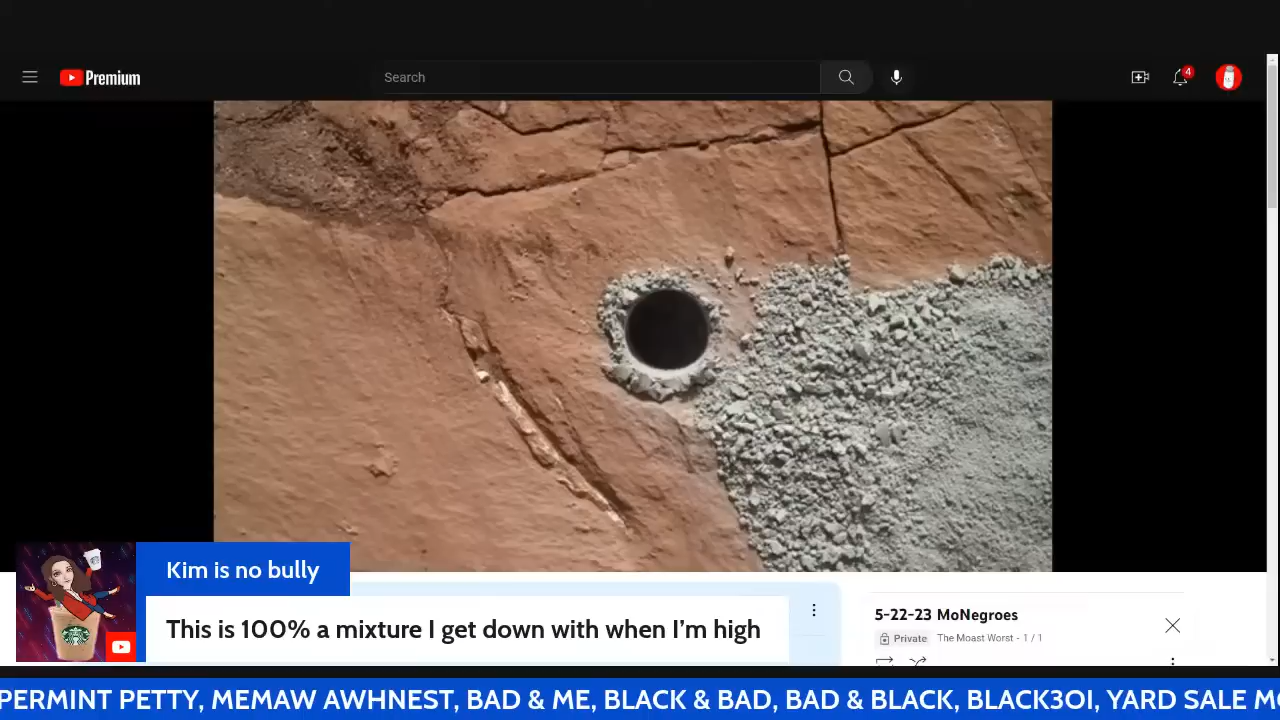 Premium
Search
4
Kim is no bully
This is 100% a mixture I get down with when I'm high
5-22-23 MoNegroes
Private The Moast Worst - 1 / 1
PERMINT PETTY, MEMAW AWHNEST, BAD & ME, BLACK & BAD, BAD & BLACK, BLACK3OI, YARD SALE M